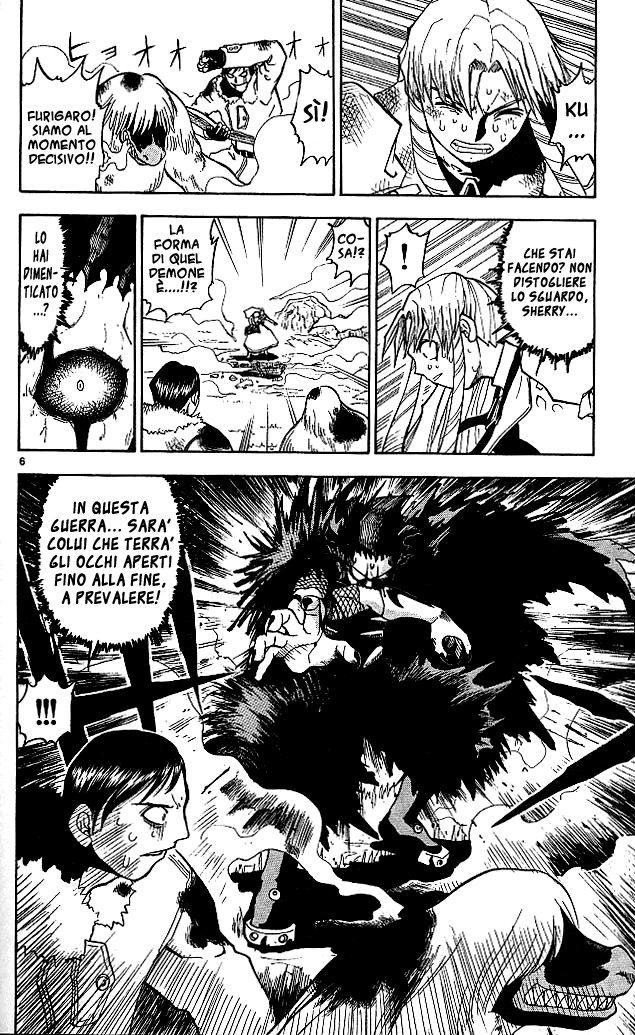 KU
...
ヒョオオ
SÌ!
FURIGARO!
SIAMO AL
MOMENTO
DECISIVO!!
CHE STAI
FACENDO? NON
DISTOGLIERE
LO SGUARDO,
SHERRY...
!
CO-
SA!?
LA
FORMA
DI QUEL
DEMONE
È....!!?
LO
HAI
DIMEN-
TICATO
...?
6
IN QUESTA
GUERRA... SARA'
COLUI CHE TERRA'
GLI OCCHI APERTI
FINO ALLA FINE,
A PREVALERE!
!!!